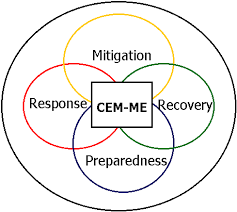 Mitigation
Response
CEM-ME
Recovery
Preparedness